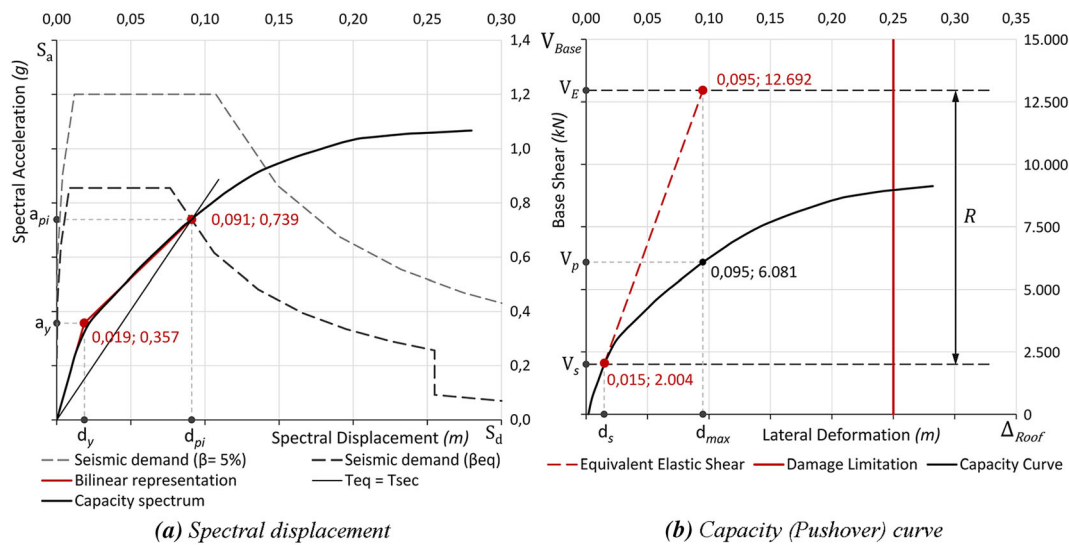 0,00 0,05 0,10 0,15 0,20 0,25 0,30
Sa
1,4
1,2
1,0
0,8
0,6
0,4
0,2
0,0
Spectral Acceleration (g)
api
ay
0,091; 0,739
0,019; 0,357
dy
dpi
Spectral Displacement (m)
Sd
Seismic demand (β= 5%)
Seismic demand (βeq)
Bilinear representation
Teq = Tsec
Capacity spectrum
(a) Spectral displacement
0,00 0,05 0,10 0,15 0,20 0,25 0,30 0,35
VBase
15.000
12.500
10.000
7.500
5.000
2.500
0
Base Shear (kN)
VE
Vp
Vs
0,095; 12.692
0,095; 6.081
0,015; 2.004
R
ds
dmax
Lateral Deformation (m)
ΔRoof
Equivalent Elastic Shear
Damage Limitation
Capacity Curve
(b) Capacity (Pushover) curve